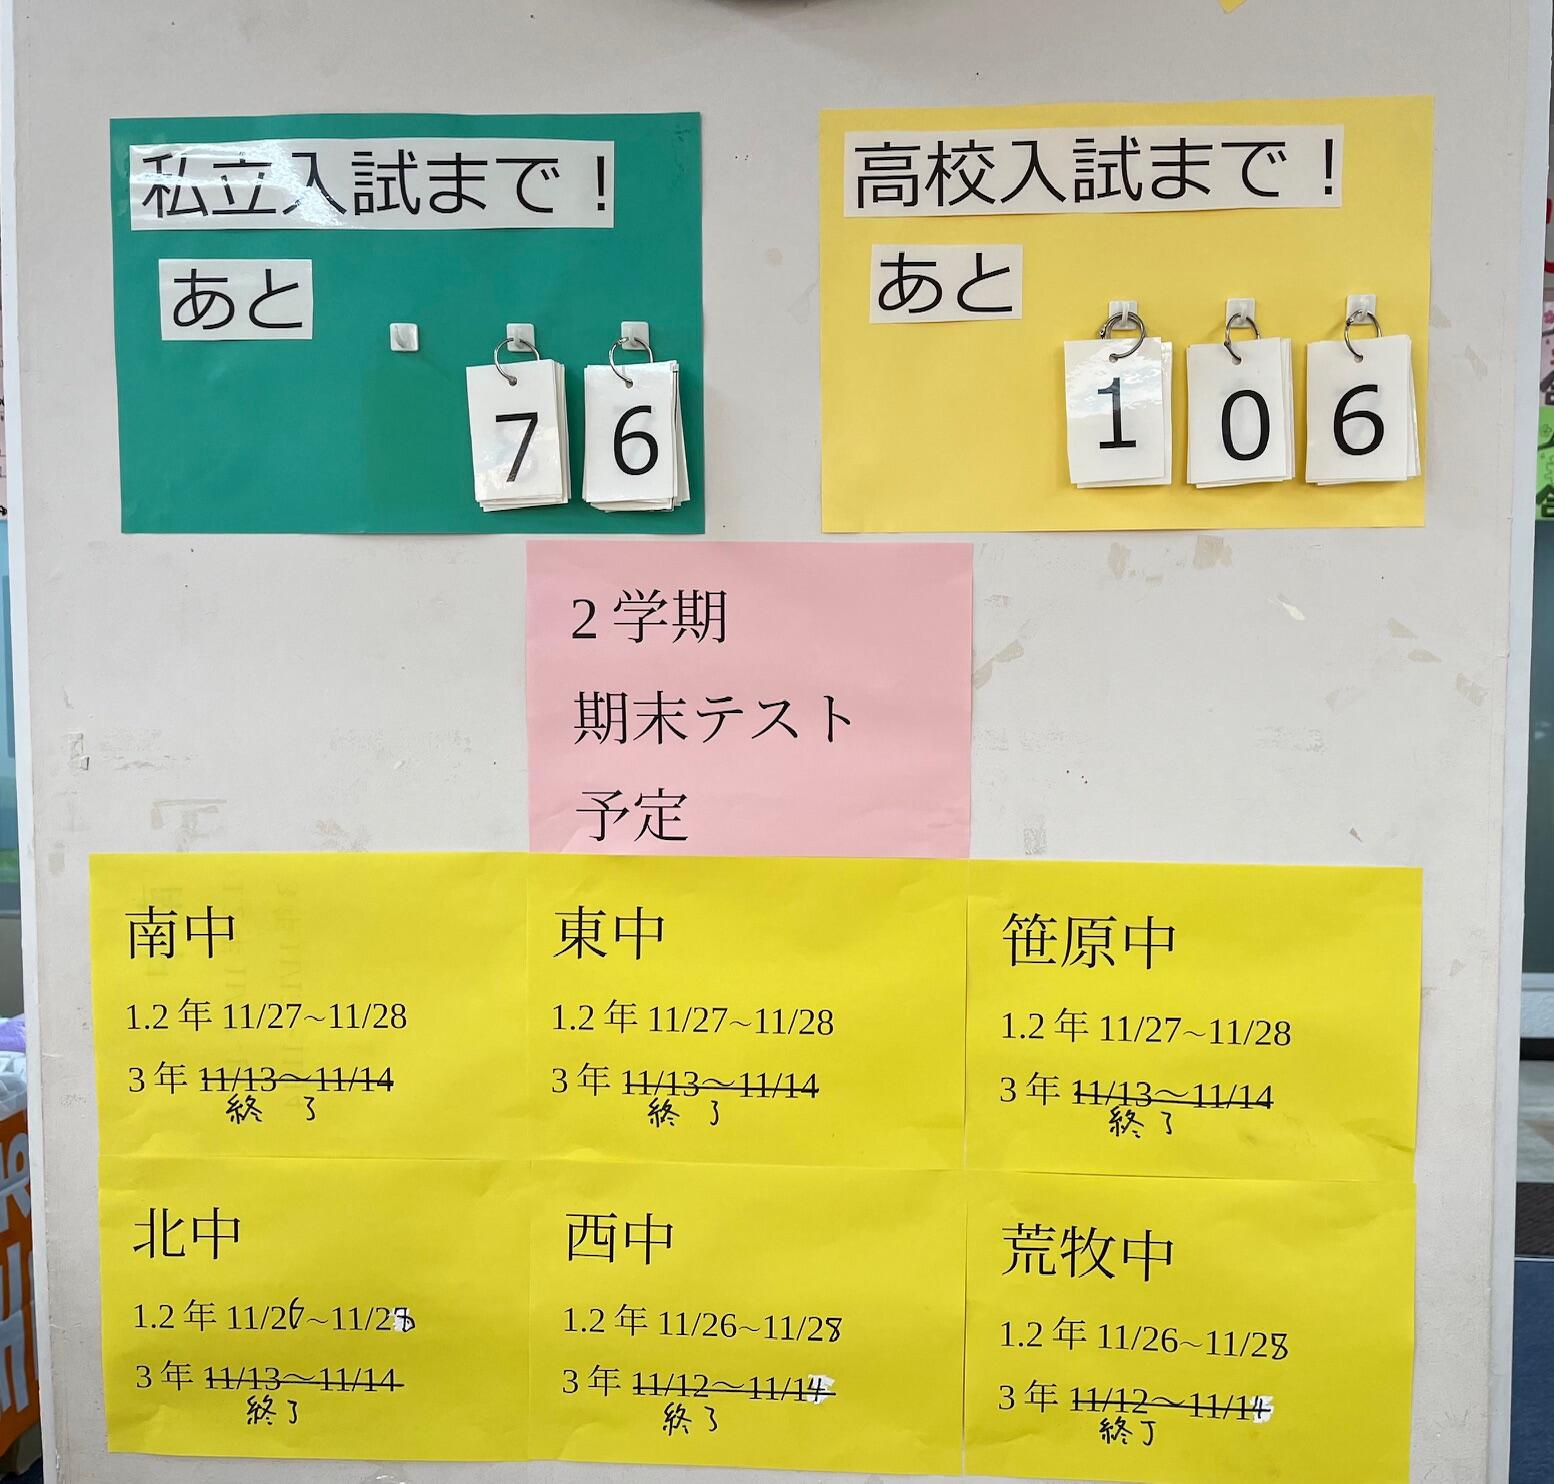 私立入試まで！
あと
7 6
高校入試まで！
あと
1 0 6
2学期
期末テスト
予定
南中
1.2年 11/27～11/28
3年 11/13～11/14
終了
東中
1.2年 11/27～11/28
3年 11/13～11/14
終了
笹原中
1.2年 11/27～11/28
3年 11/13～11/14
終了
北中
1.2年 11/26～
3年 11/13～11/14
終了
西中
1.2年 11/26～11/28
3年 11/12～11/14
終了
荒牧中
1.2年 11/26～11/28
3年 11/12～11/14
終了